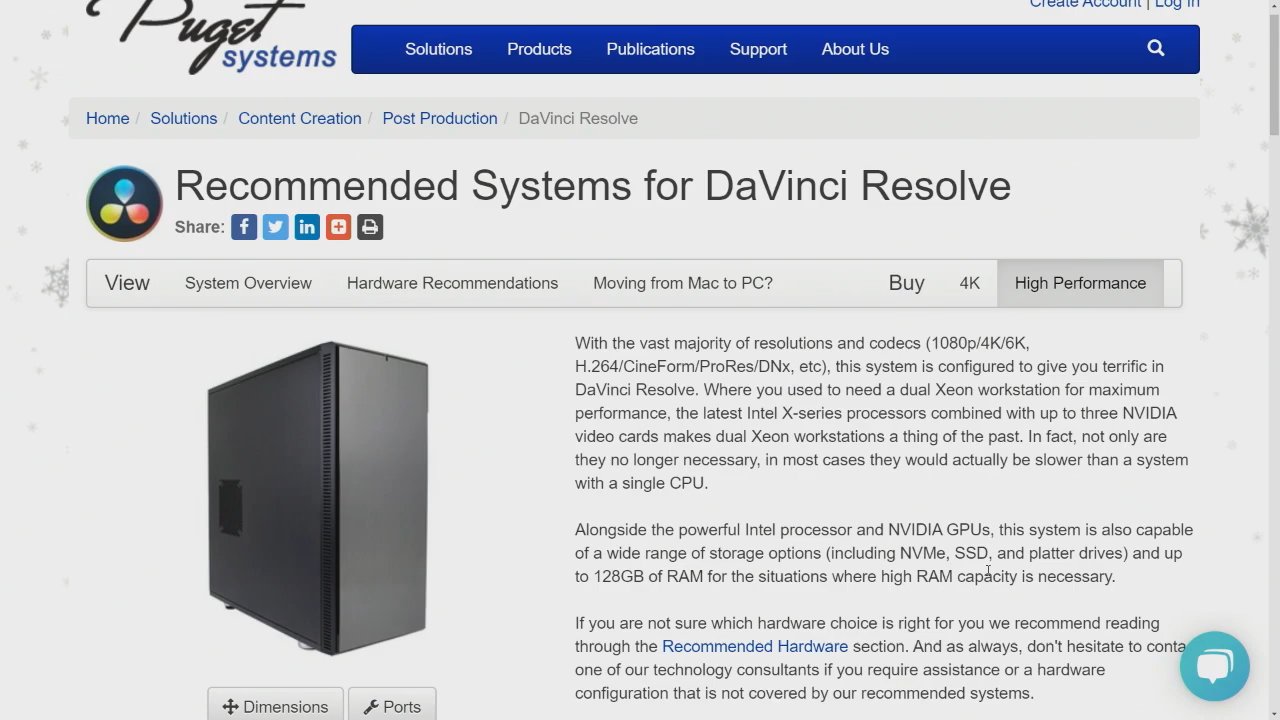 Create Account | Log In
Puget
systems
Solutions Products Publications Support About Us
Home / Solutions / Content Creation / Post Production / DaVinci Resolve
Recommended Systems for DaVinci Resolve
Share:
View System Overview Hardware Recommendations Moving from Mac to PC? Buy 4K High Performance
With the vast majority of resolutions and codecs (1080p/4K/6K,
H.264/CineForm/ProRes/DNx, etc), this system is configured to give you terrific in
DaVinci Resolve. Where you used to need a dual Xeon workstation for maximum
performance, the latest Intel X-series processors combined with up to three NVIDIA
video cards makes dual Xeon workstations a thing of the past. In fact, not only are
they no longer necessary, in most cases they would actually be slower than a system
with a single CPU.
Alongside the powerful Intel processor and NVIDIA GPUs, this system is also capable
of a wide range of storage options (including NVMe, SSD, and platter drives) and up
to 128GB of RAM for the situations where high RAM capacity is necessary.
If you are not sure which hardware choice is right for you we recommend reading
through the Recommended Hardware section. And as always, don't hesitate to conta
one of our technology consultants if you require assistance or a hardware
configuration that is not covered by our recommended systems.
Dimensions Ports